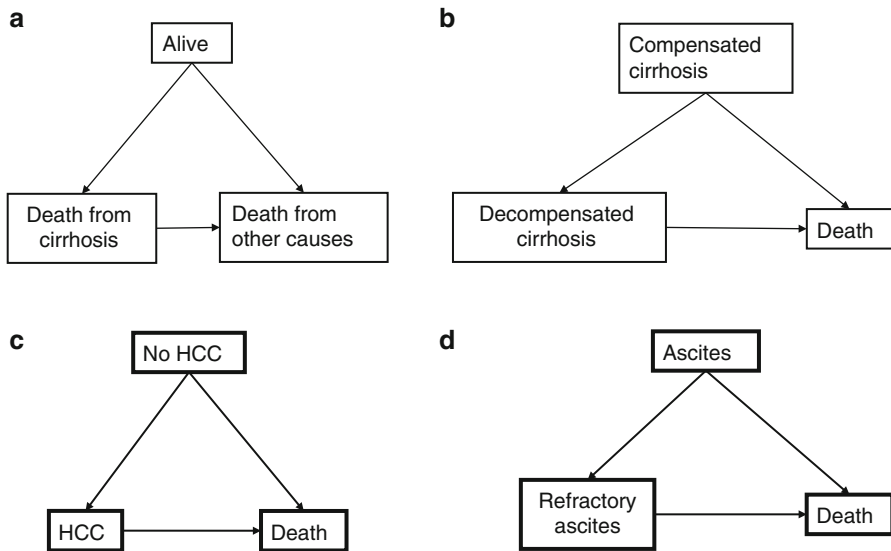 a
Alive
Death from
cirrhosis
Death from
other causes
b
Compensated
cirrhosis
Decompensated
cirrhosis
Death
c
No HCC
HCC
Death
d
Ascites
Refractory
ascites
Death